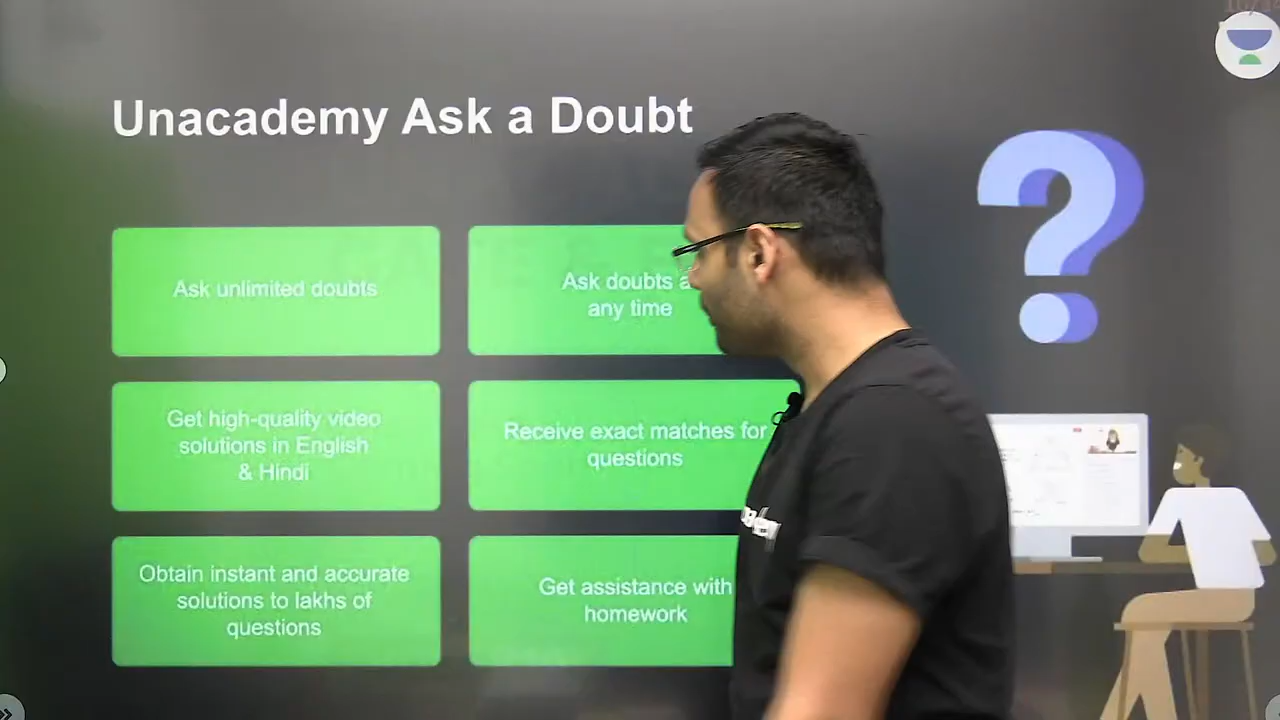 Unacademy Ask a Doubt
Ask unlimited doubts
Ask doubts
any time
Get high-quality video
solutions in English
& Hindi
Receive exact matches for
questions
Obtain instant and accurate
solutions to lakhs of
questions
Get assistance with
homework